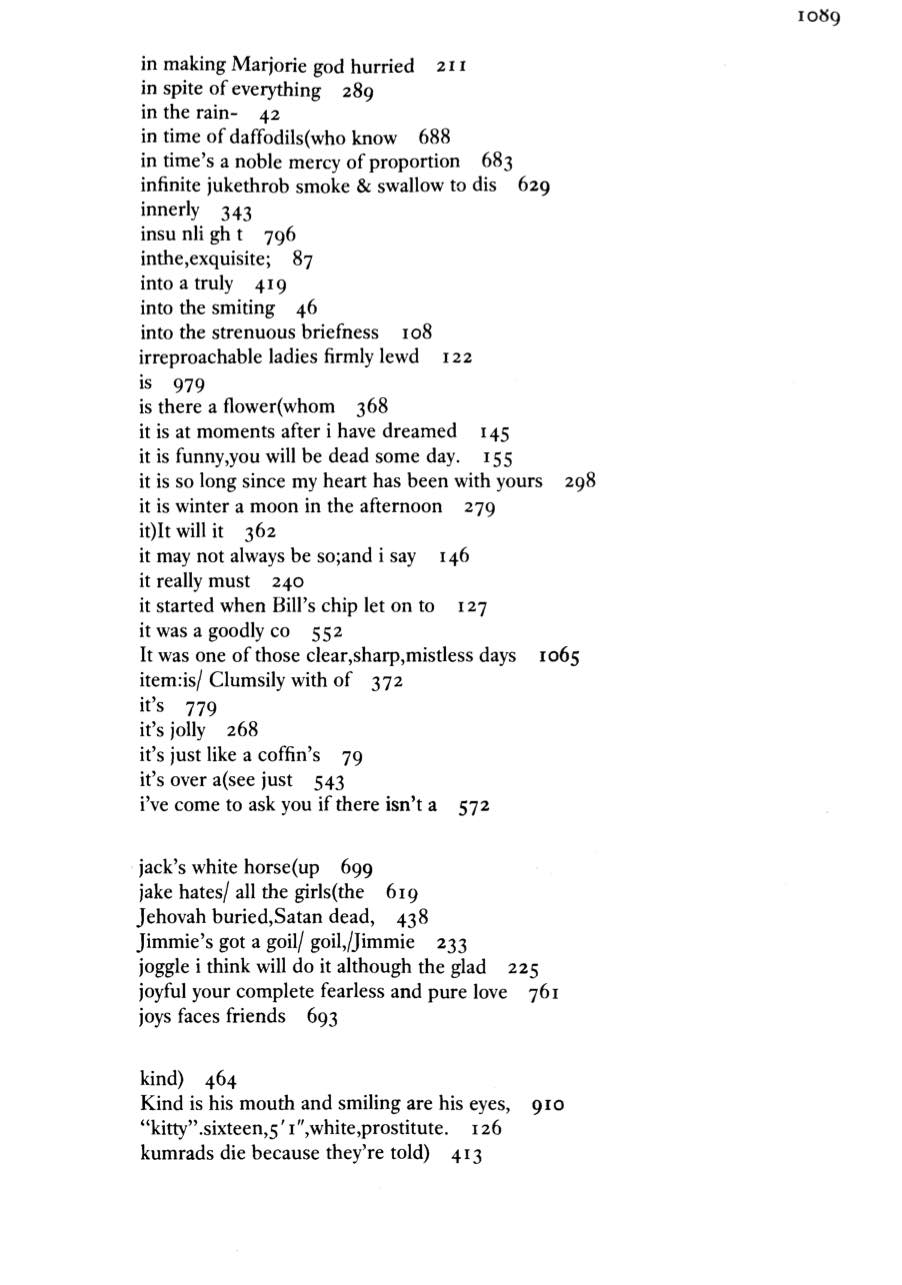 1089
in making Marjorie god hurried 211
in spite of everything 289
in the rain- 42
in time of daffodils(who know 688
in time's a noble mercy of proportion 683
infinite jukethrob smoke & swallow to dis 629
innerly 343
insu nli gh t 796
inthe,exquisite; 87
into a truly 419
into the smiting 46
into the strenuous briefness 108
irreproachable ladies firmly lewd 122
is 979
is there a flower(whom 368
it is at moments after i have dreamed 145
it is funny,you will be dead some day. 155
it is so long since my heart has been with yours 298
it is winter a moon in the afternoon 279
it)It will it 362
it may not always be so;and i say 146
it really must 240
it started when Bill's chip let on to 127
it was a goodly co 552
It was one of those clear,sharp,mistless days 1065
item:is/ Clumsily with of 372
it's 779
it's jolly 268
it's just like a coffin's 79
it's over a(see just 543
i've come to ask you if there isn't a 572
jack's white horse(up 699
jake hates/ all the girls(the 619
Jehovah buried,Satan dead, 438
Jimmie's got a goil/ goil,/Jimmie 233
joggle i think will do it although the glad 225
joyful your complete fearless and pure love 761
joys faces friends 693
kind) 464
Kind is his mouth and smiling are his eyes, 910
"kitty".sixteen,5'1",white,prostitute. 126
kumrads die because they're told) 413